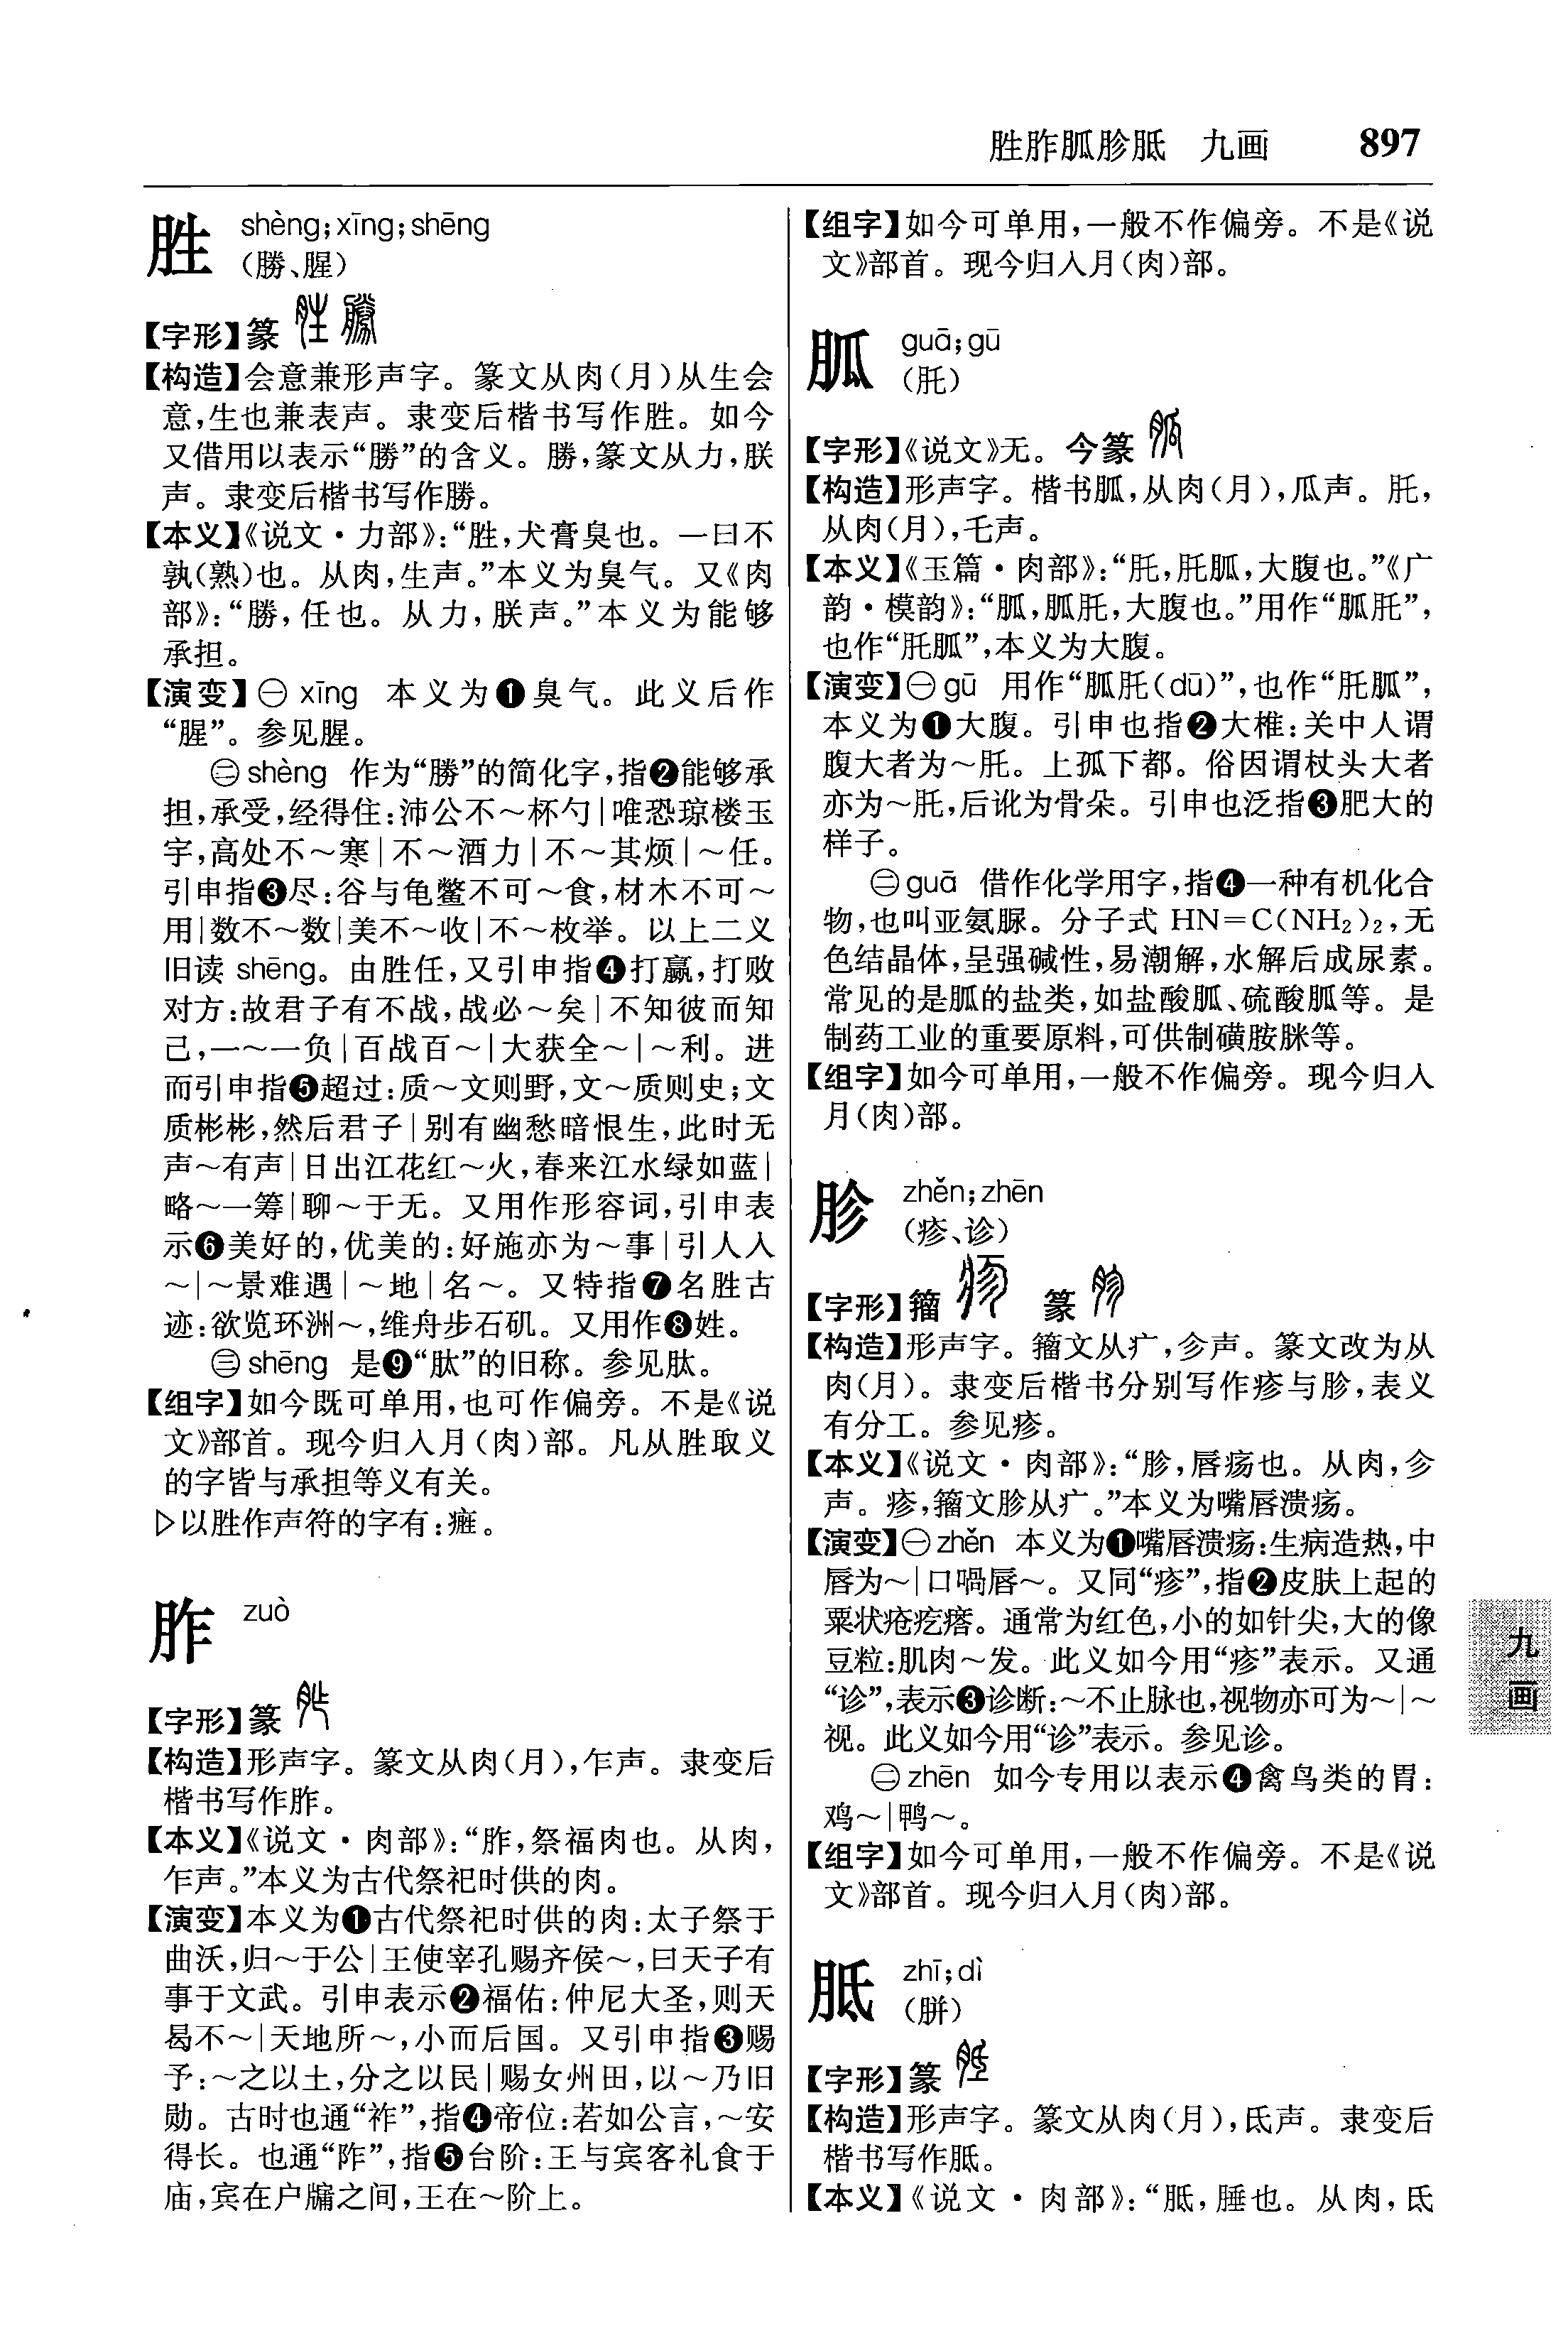 胜胙胍胗胝　九画　897
胜 shèng；xīng；shēng
（勝、腥）
【字形】篆
【构造】会意兼形声字。篆文从肉（月）从生会
意，生也兼表声。隶变后楷书写作胜。如今
又借用以表示“勝”的含义。勝，篆文从力，朕
声。隶变后楷书写作勝。
【本义】《说文·力部》：“胜，犬膏臭也。一曰不
孰（熟）也。从肉，生声。”本义为臭气。又《肉
部》：“勝，任也。从力，朕声。”本义为能够
承担。
【演变】㊀ xīng 本义为❶臭气。此义后作
“腥”。参见腥。
㊁ shèng 作为“勝”的简化字，指❷能够承
担，承受，经得住：沛公不～杯勺|唯恐琼楼玉
宇，高处不～寒|不～酒力|不～其烦|～任。
引申指❸尽：谷与龟鳖不可～食，材木不可～
用|数不～数|美不～收|不～枚举。以上二义
旧读 shēng。由胜任，又引申指❹打赢，打败
对方：故君子有不战，战必～矣|不知彼而知
己，一～一负|百战百～|大获全～|～利。进
而引申指❺超过：质～文则野，文～质则史；文
质彬彬，然后君子|别有幽愁暗恨生，此时无
声～有声|日出江花红～火，春来江水绿如蓝|
略～一筹|聊～于无。又用作形容词，引申表
示❻美好的，优美的：好施亦为～事|引人入
～|～景难遇|～地|名～。又特指❼名胜古
迹：欲览环洲～，维舟步石矶。又用作❽姓。
㊂ shēng 是❾“肽”的旧称。参见肽。
【组字】如今既可单用，也可作偏旁。不是《说
文》部首。现今归入月（肉）部。凡从胜取义
的字皆与承担等义有关。
▷以胜作声符的字有：㾪。
胙 zuò
【字形】篆
【构造】形声字。篆文从肉（月），乍声。隶变后
楷书写作胙。
【本义】《说文·肉部》：“胙，祭福肉也。从肉，
乍声。”本义为古代祭祀时供的肉。
【演变】本义为❶古代祭祀时供的肉：太子祭于
曲沃，归～于公|王使宰孔赐齐侯～，曰天子有
事于文武。引申表示❷福佑：仲尼大圣，则天
曷不～|天地所～，小而后国。又引申指❸赐
予：～之以土，分之以民|赐女州田，以～乃旧
勋。古时也通“祚”，指❹帝位：若如公言，～安
得长。也通“阼”，指❺台阶：王与宾客礼食于
庙，宾在户牖之间，王在～阶上。
【组字】如今可单用，一般不作偏旁。不是《说
文》部首。现今归入月（肉）部。
胍 guā；gū
（肚）
【字形】《说文》无。今篆
【构造】形声字。楷书胍，从肉（月），瓜声。㡯，
从肉（月），乇声。
【本义】《玉篇·肉部》：“䏝，䏝胍，大腹也。”《广
韵·模韵》：“胍，胍䏝，大腹也。”用作“胍䏝”，
也作“䏝胍”，本义为大腹。
【演变】㊀ gū 用作“胍䏝（dū）”，也作“䏝胍”，
本义为❶大腹。引申也指❷大椎：关中人谓
腹大者为～䏝。上孤下都。俗因谓杖头大者
亦为～䏝，后讹为骨朵。引申也泛指❸肥大的
样子。
㊁ guā 借作化学用字，指❹一种有机化合
物，也叫亚氨脲。分子式 HN＝C(NH₂)₂，无
色结晶体，呈强碱性，易潮解，水解后成尿素。
常见的是胍的盐类，如盐酸胍、硫酸胍等。是
制药工业的重要原料，可供制磺胺脒等。
【组字】如今可单用，一般不作偏旁。现今归入
月（肉）部。
胗 zhěn；zhēn
（疹、诊）
【字形】籀　篆
【构造】形声字。籀文从疒，㐱声。篆文改为从
肉（月）。隶变后楷书分别写作疹与胗，表义
有分工。参见疹。
【本义】《说文·肉部》：“胗，唇疡也。从肉，㐱
声。疹，籀文胗从疒。”本义为嘴唇溃疡。
【演变】㊀ zhěn 本义为❶嘴唇溃疡：生病造热，中
唇为～|口喎唇～。又同“疹”，指❷皮肤上起的
粟状疮疙瘩。通常为红色，小的如针尖，大的像
豆粒：肌肉～发。此义如今用“疹”表示。又通
“诊”，表示❸诊断：～不止脉也，视物亦可为～|～
视。此义如今用“诊”表示。参见诊。
㊁ zhēn 如今专用以表示❹禽鸟类的胃：
鸡～|鸭～。
【组字】如今可单用，一般不作偏旁。不是《说
文》部首。现今归入月（肉）部。
胝 zhī；dì
（胼）
【字形】篆
【构造】形声字。篆文从肉（月），氐声。隶变后
楷书写作胝。
【本义】《说文·肉部》：“胝，腄也。从肉，氐
九画